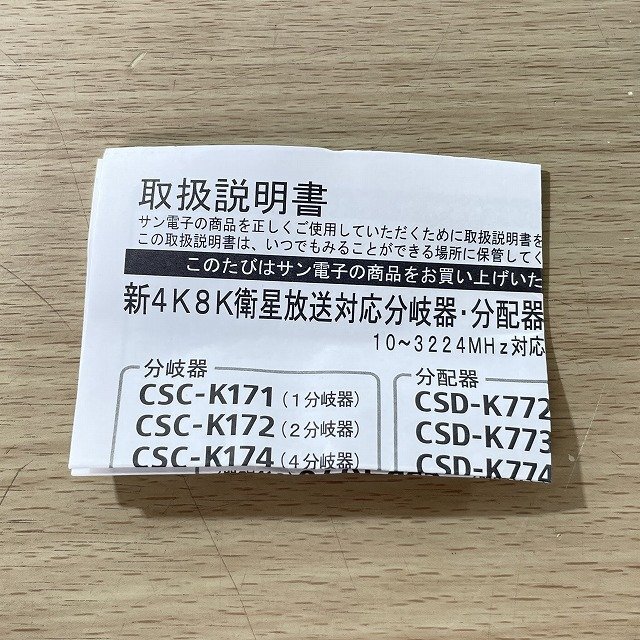 取扱説明書
サン電子の商品を正しくご使用していただくために取扱説明書を
この取扱説明書は、いつでもみることができる場所に保管してく
このたびはサン電子の商品をお買い上げいた
新4K8K衛星放送対応分岐器・分配器
10~3224MHz対応
分岐器
CSC-K171(1分岐器)
CSC-K172(2分岐器)
CSC-K174(4分岐器)
分配器
CSD-K772
CSD-K773
CSD-K774